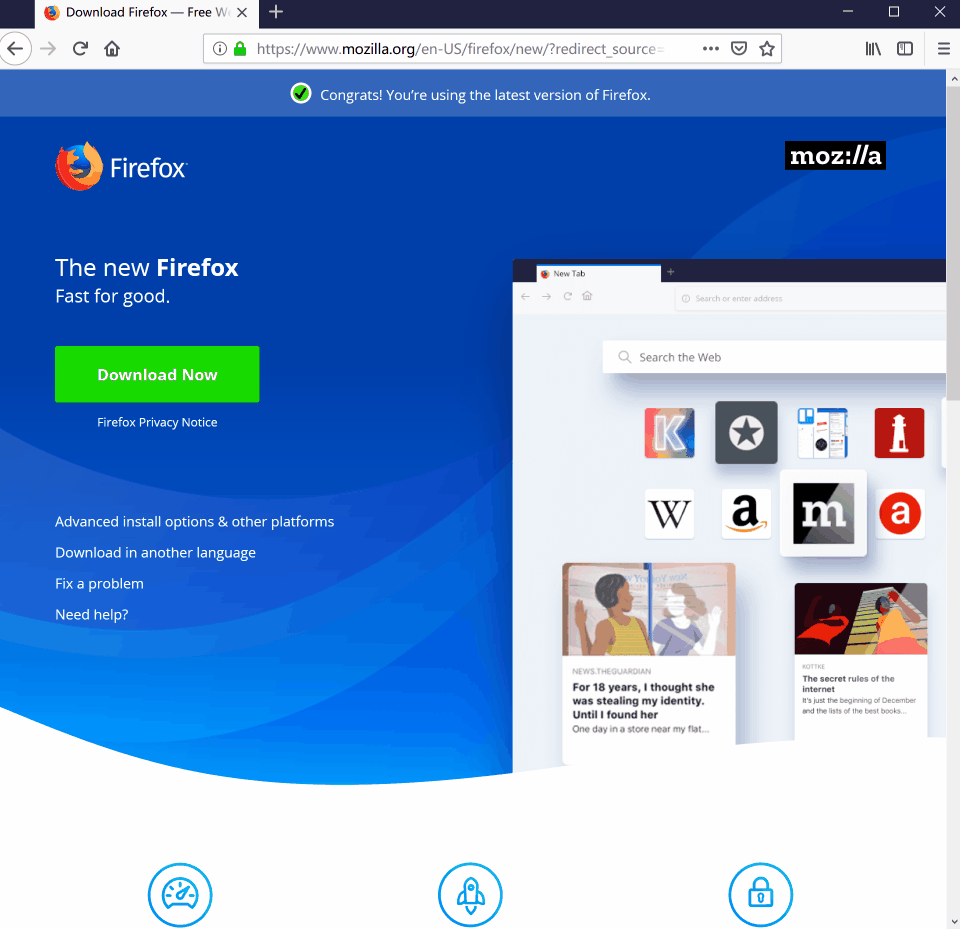 Download Firefox — Free W
https://www.mozilla.org/en-US/firefox/new/?redirect_source=
Congrats! You're using the latest version of Firefox.
Firefox
moz://a
The new Firefox
Fast for good.
Download Now
Firefox Privacy Notice
Advanced install options & other platforms
Download in another language
Fix a problem
Need help?
New Tab
Search or enter address
Search the Web
K
W
a
m
a
NEWS.THEGUARDIAN
For 18 years, I thought she
was stealing my identity.
Until I found her
One day in a store near my flat...
KOTTKE
The secret rules of the
internet
It's just the beginning of December
and the lists of the best books...